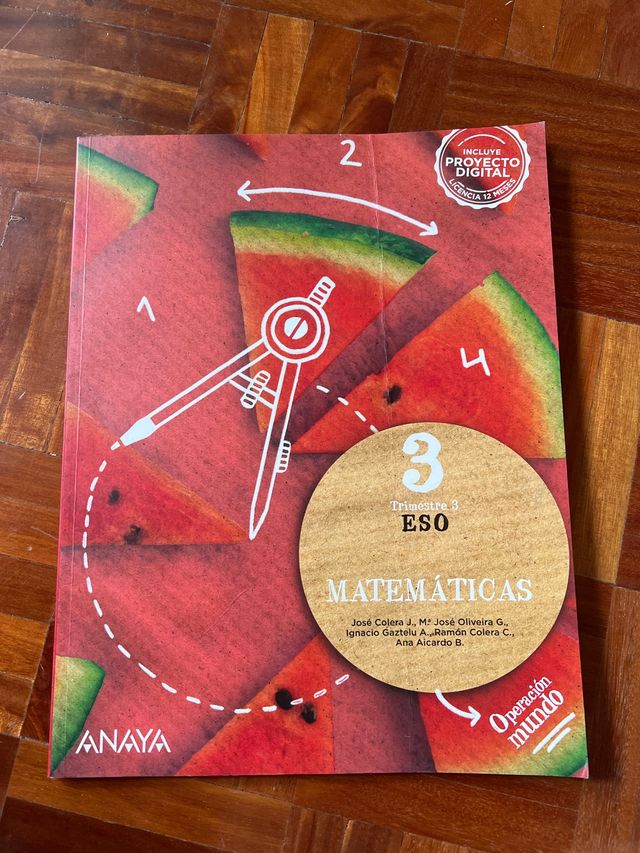 2
INCLUYE
PROYECTO
DIGITAL
LICENCIA 12 MESES
1
4
3
Trimestre 3
ESO
MATEMÁTICAS
José Colera J., M.ª José Oliveira G.,
Ignacio Gaztelu A., Ramón Colera C.,
Ana Aicardo B.
Operación
mundo
ANAYA